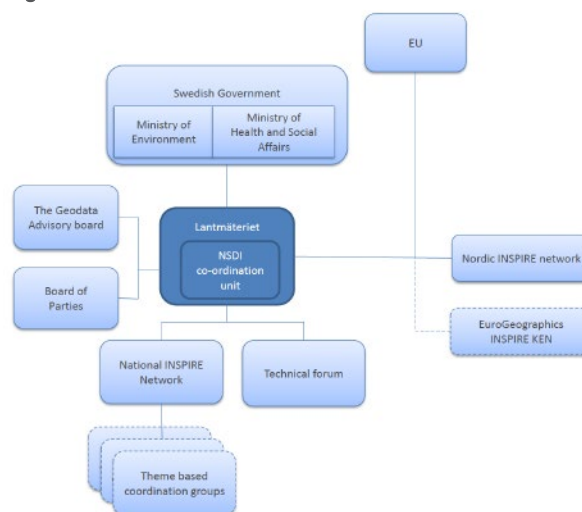 EU
Swedish Government
Ministry of
Environment
Ministry of
Health and Social
Affairs
The Geodata
Advisory board
Lantmäteriet
NSDI
co-ordination
unit
Nordic INSPIRE network
Board of
Parties
EuroGeographics
INSPIRE KEN
National INSPIRE
Network
Technical forum
Theme based
coordination groups